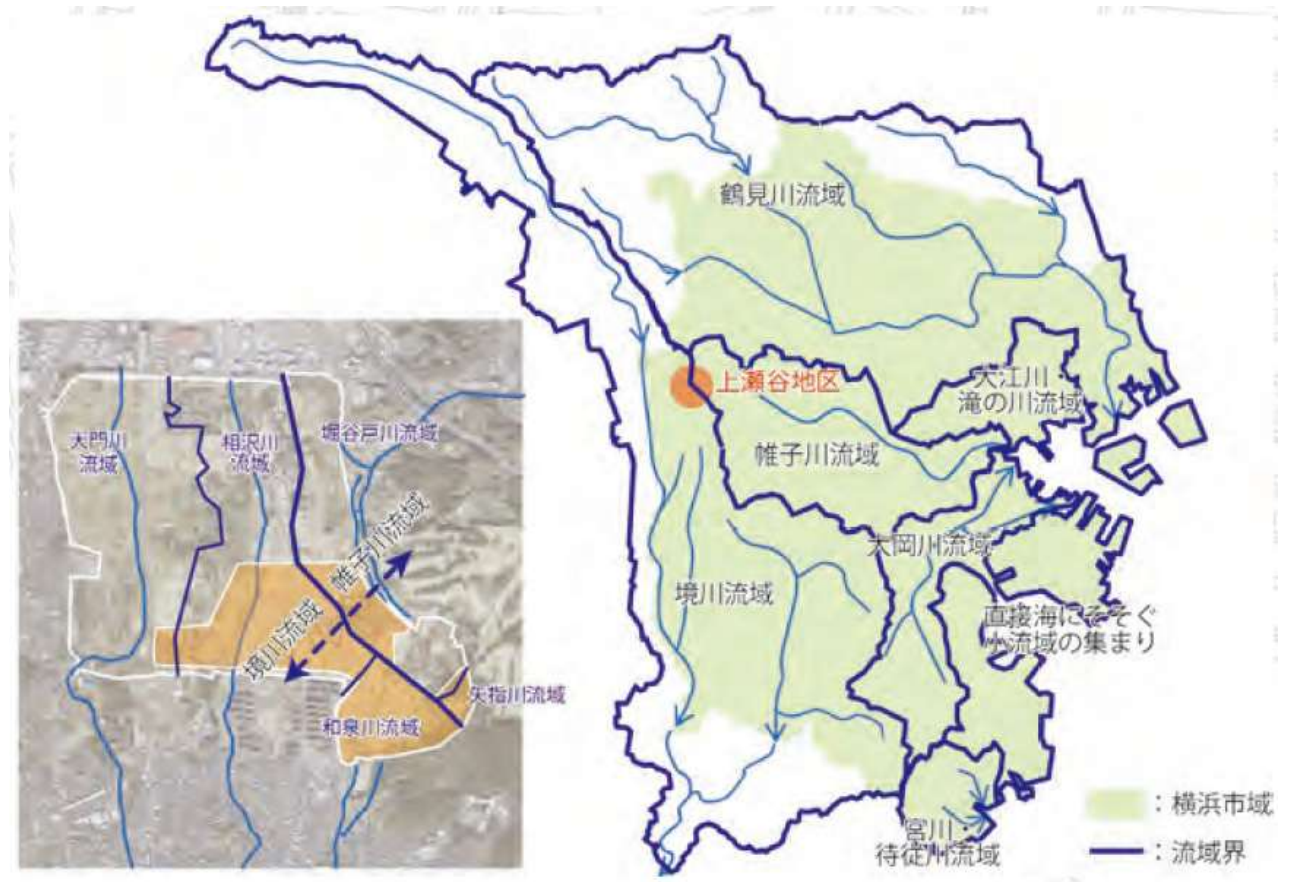 鶴見川流域
上瀬谷地区
入江川・
滝の川流域
帷子川流域
大岡川流域
境川流域
直接海にそそぐ
小流域の集まり
宮川・
待従川流域
：横浜市域
：流域界
大門川
流域
相沢川
流域
堀谷戸川流域
帷子川流域
境川流域
矢指川流域
和泉川流域